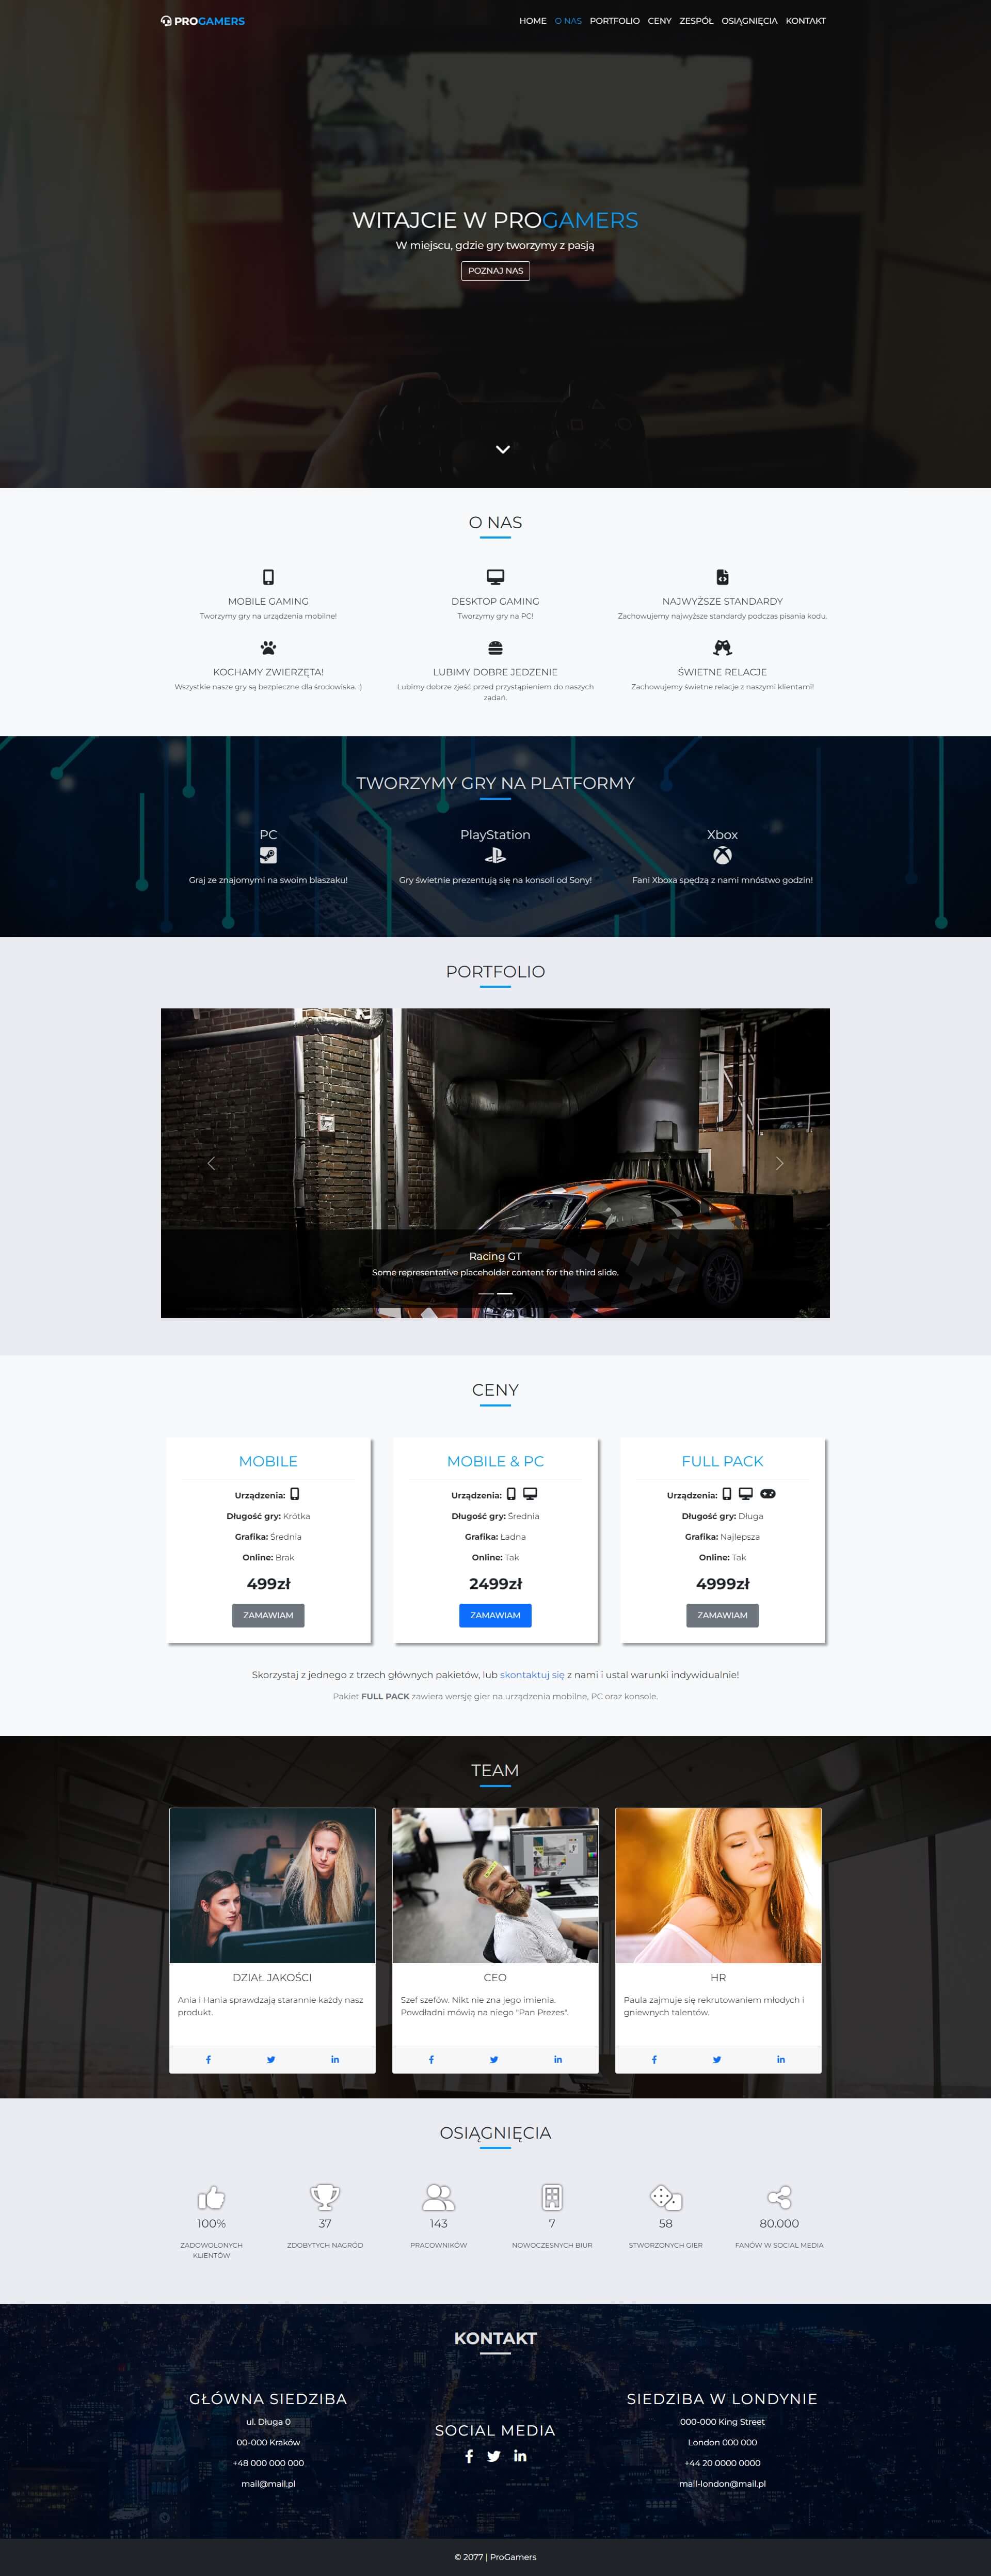 PROGAMERS
HOME O NAS PORTFOLIO CENY ZESPÓŁ OSIĄGNIĘCIA KONTAKT
WITAJCIE W PROGAMERS
W miejscu, gdzie gry tworzymy z pasją
POZNAJ NAS
O NAS
MOBILE GAMING
Tworzymy gry na urządzenia mobilne!
DESKTOP GAMING
Tworzymy gry na PC!
NAJWYŻSZE STANDARDY
Zachowujemy najwyższe standardy podczas pisania kodu.
KOCHAMY ZWIERZĘTA!
Wszystkie nasze gry są bezpieczne dla środowiska. :)
LUBIMY DOBRE JEDZENIE
Lubimy dobrze zjeść przed przystąpieniem do naszych
zadań.
ŚWIETNE RELACJE
Zachowujemy świetne relacje z naszymi klientami!
TWORZYMY GRY NA PLATFORMY
PC
Graj ze znajomymi na swoim blaszaku!
PlayStation
Gry świetnie prezentują się na konsoli od Sony!
Xbox
Fani Xboxa spędzą z nami mnóstwo godzin!
PORTFOLIO
Racing GT
Some representative placeholder content for the third slide.
CENY
MOBILE
Urządzenia:
Długość gry: Krótka
Grafika: Średnia
Online: Brak
499zł
ZAMAWIAM
MOBILE & PC
Urządzenia:
Długość gry: Średnia
Grafika: Ładna
Online: Tak
2499zł
ZAMAWIAM
FULL PACK
Urządzenia:
Długość gry: Długa
Grafika: Najlepsza
Online: Tak
4999zł
ZAMAWIAM
Skorzystaj z jednego z trzech głównych pakietów, lub skontaktuj się z nami i ustal warunki indywidualnie!
Pakiet FULL PACK zawiera wersję gier na urządzenia mobilne, PC oraz konsole.
TEAM
DZIAŁ JAKOŚCI
Ania i Hania sprawdzają starannie każdy nasz
produkt.
CEO
Szef szefów. Nikt nie zna jego imienia.
Powdładni mówią na niego "Pan Prezes".
HR
Paula zajmuje się rekrutowaniem młodych i
gniewnych talentów.
OSIĄGNIĘCIA
100%
ZADOWOLONYCH
KLIENTÓW
37
ZDOBYTYCH NAGRÓD
143
PRACOWNIKÓW
7
NOWOCZESNYCH BIUR
58
STWORZONYCH GIER
80.000
FANÓW W SOCIAL MEDIA
KONTAKT
GŁÓWNA SIEDZIBA
ul. Długa 0
00-000 Kraków
+48 000 000 000
mail@mail.pl
SOCIAL MEDIA
SIEDZIBA W LONDYNIE
000-000 King Street
London 000 000
+44 20 0000 0000
mail-london@mail.pl
© 2077 | ProGamers